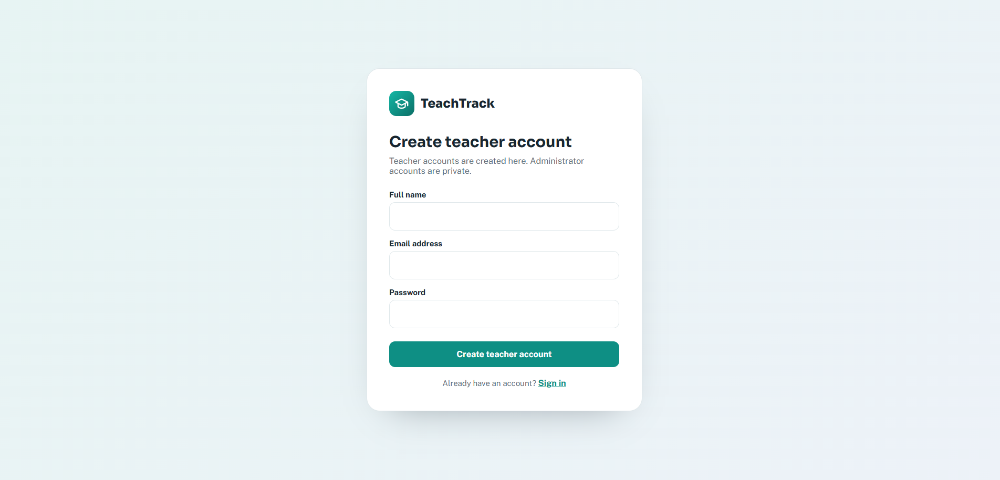 TeachTrack
Create teacher account
Teacher accounts are created here. Administrator
accounts are private.
Full name
Email address
Password
Create teacher account
Already have an account? Sign in